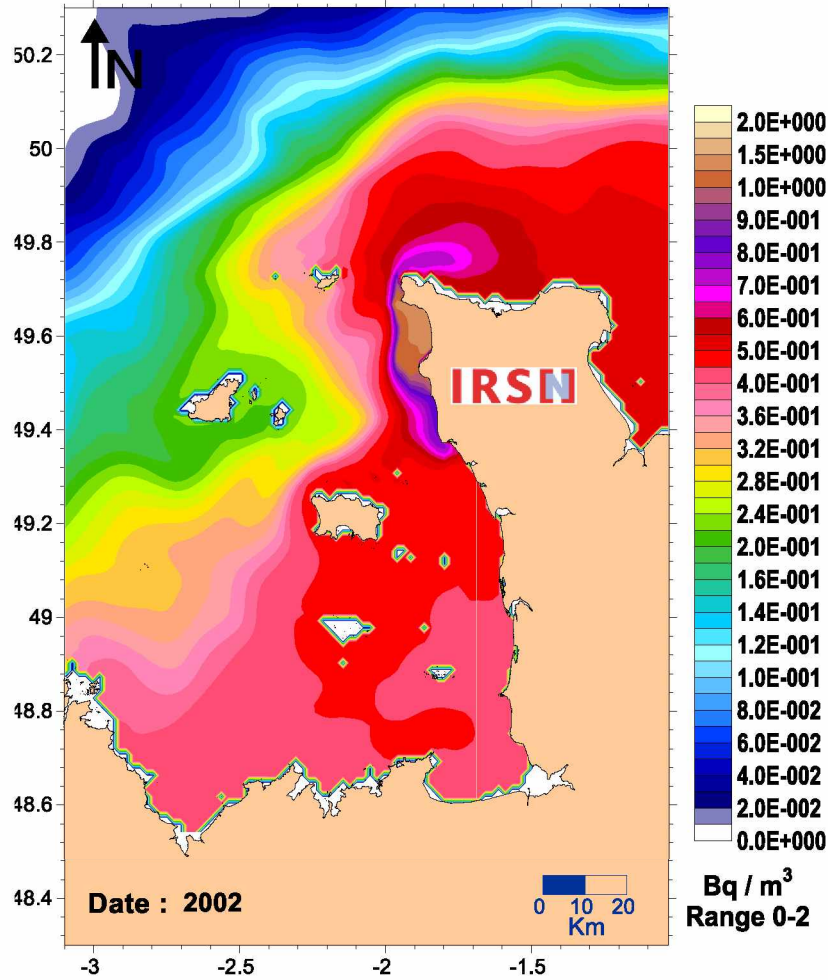 N
50.2
50
49.8
49.6
49.4
49.2
49
48.8
48.6
48.4
-3
-2.5
-2
-1.5
IRSN
Date : 2002
0 10 20
Km
2.0E+000
1.5E+000
1.0E+000
9.0E-001
8.0E-001
7.0E-001
6.0E-001
5.0E-001
4.0E-001
3.6E-001
3.2E-001
2.8E-001
2.4E-001
2.0E-001
1.6E-001
1.4E-001
1.2E-001
1.0E-001
8.0E-002
6.0E-002
4.0E-002
2.0E-002
0.0E+000
Bq / m³
Range 0-2